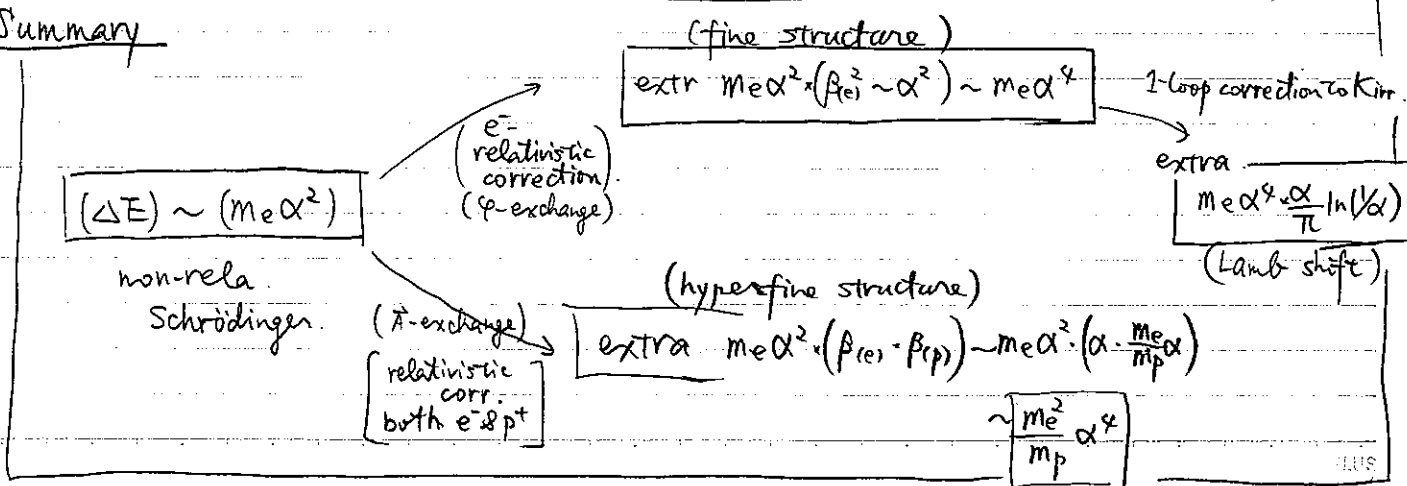 Summary
(fine structure)
extr meα²×(β²(e) ~ α²) ~ meα⁴
1-loop correction to Kin.
(e⁻
relativistic
correction)
(φ-exchange)
extra
meα⁴×α/π ln(1/α)
(Lamb shift)
(ΔE) ~ (meα²)
non-rela.
Schrödinger.
(hyperfine structure)
(A⃗-exchange)
[relativistic
corr.
both e⁻ & p⁺]
extra meα²·(β(e)·β(p)) ~ meα²·(α·me/mp α)
~ me²/mp α⁴